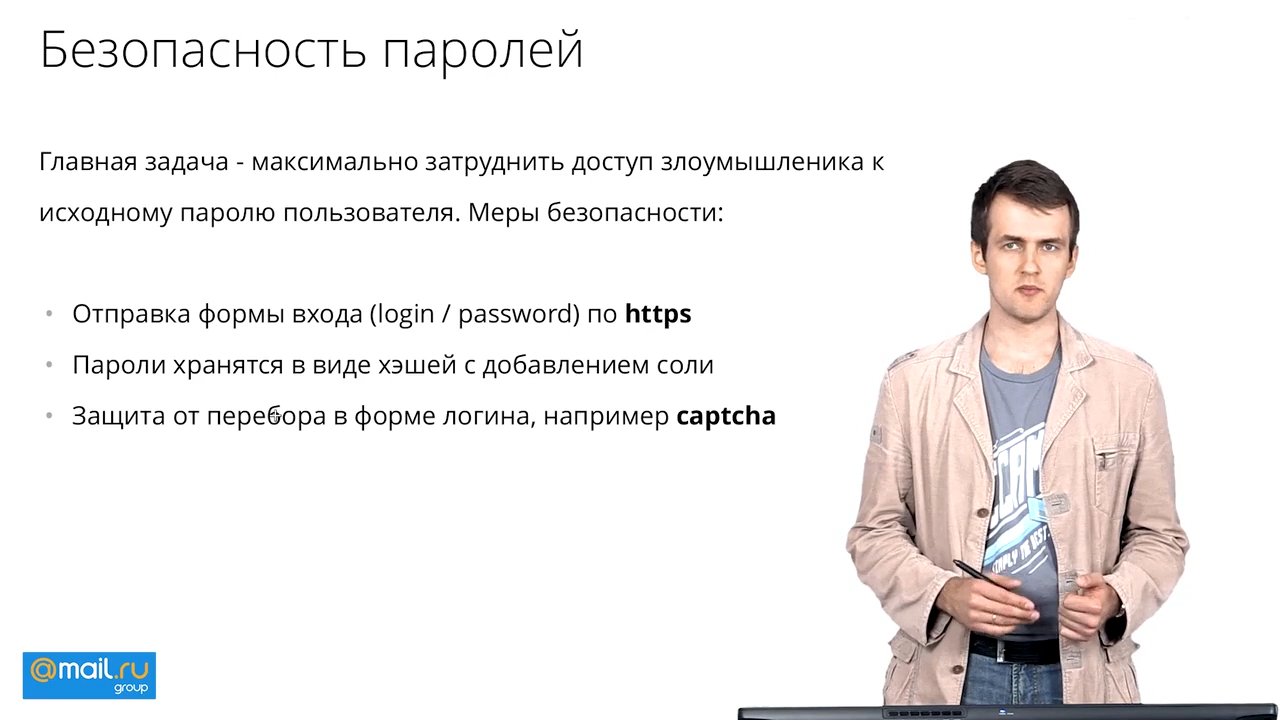 Безопасность паролей
Главная задача - максимально затруднить доступ злоумышленика к
исходному паролю пользователя. Меры безопасности:
• Отправка формы входа (login / password) по https
• Пароли хранятся в виде хэшей с добавлением соли
• Защита от перебора в форме логина, например captcha
@mail.ru
group